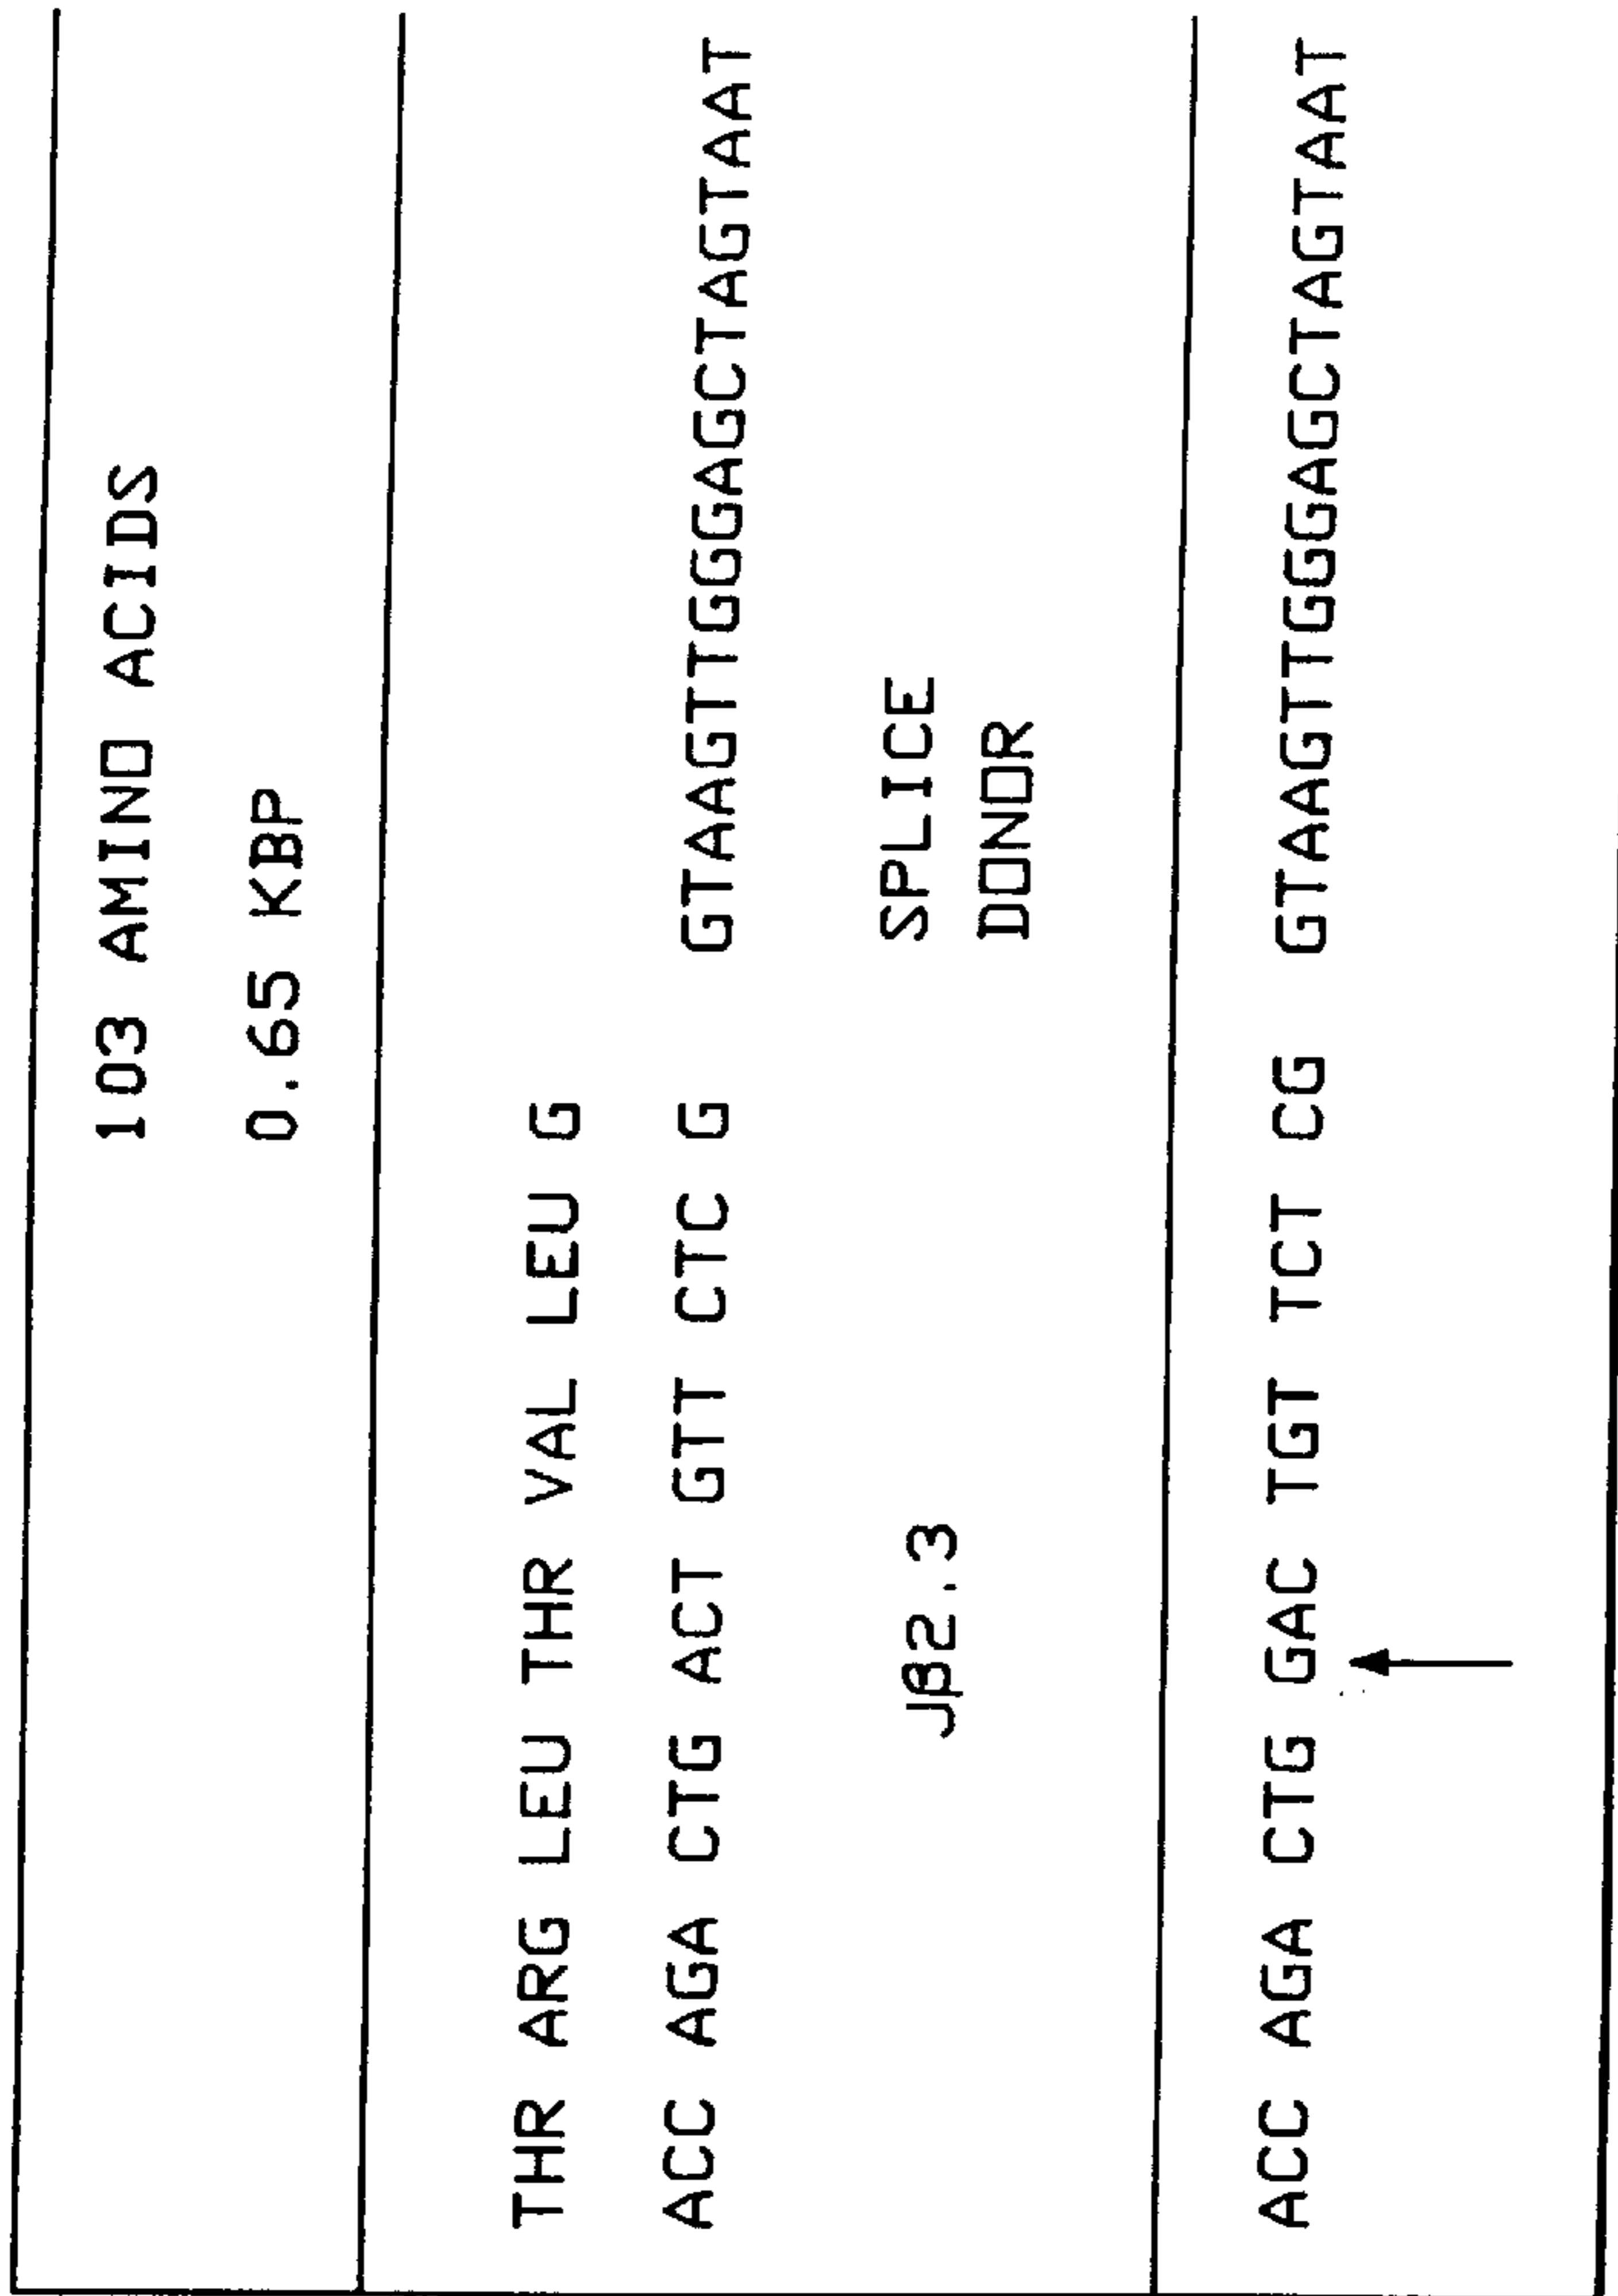 103 AMINO ACIDS
0.65 KBP
THR ARG LEU THR VAL LEU G
ACC AGA CTG ACT GTT CTC G GTAAGTTGGGAGCTAGTAAT
Jβ2.3 SPLICE
DONOR
ACC AGA CTG GAC TGT TCT CG GTAAGTTGGGAGCTAGTAAT